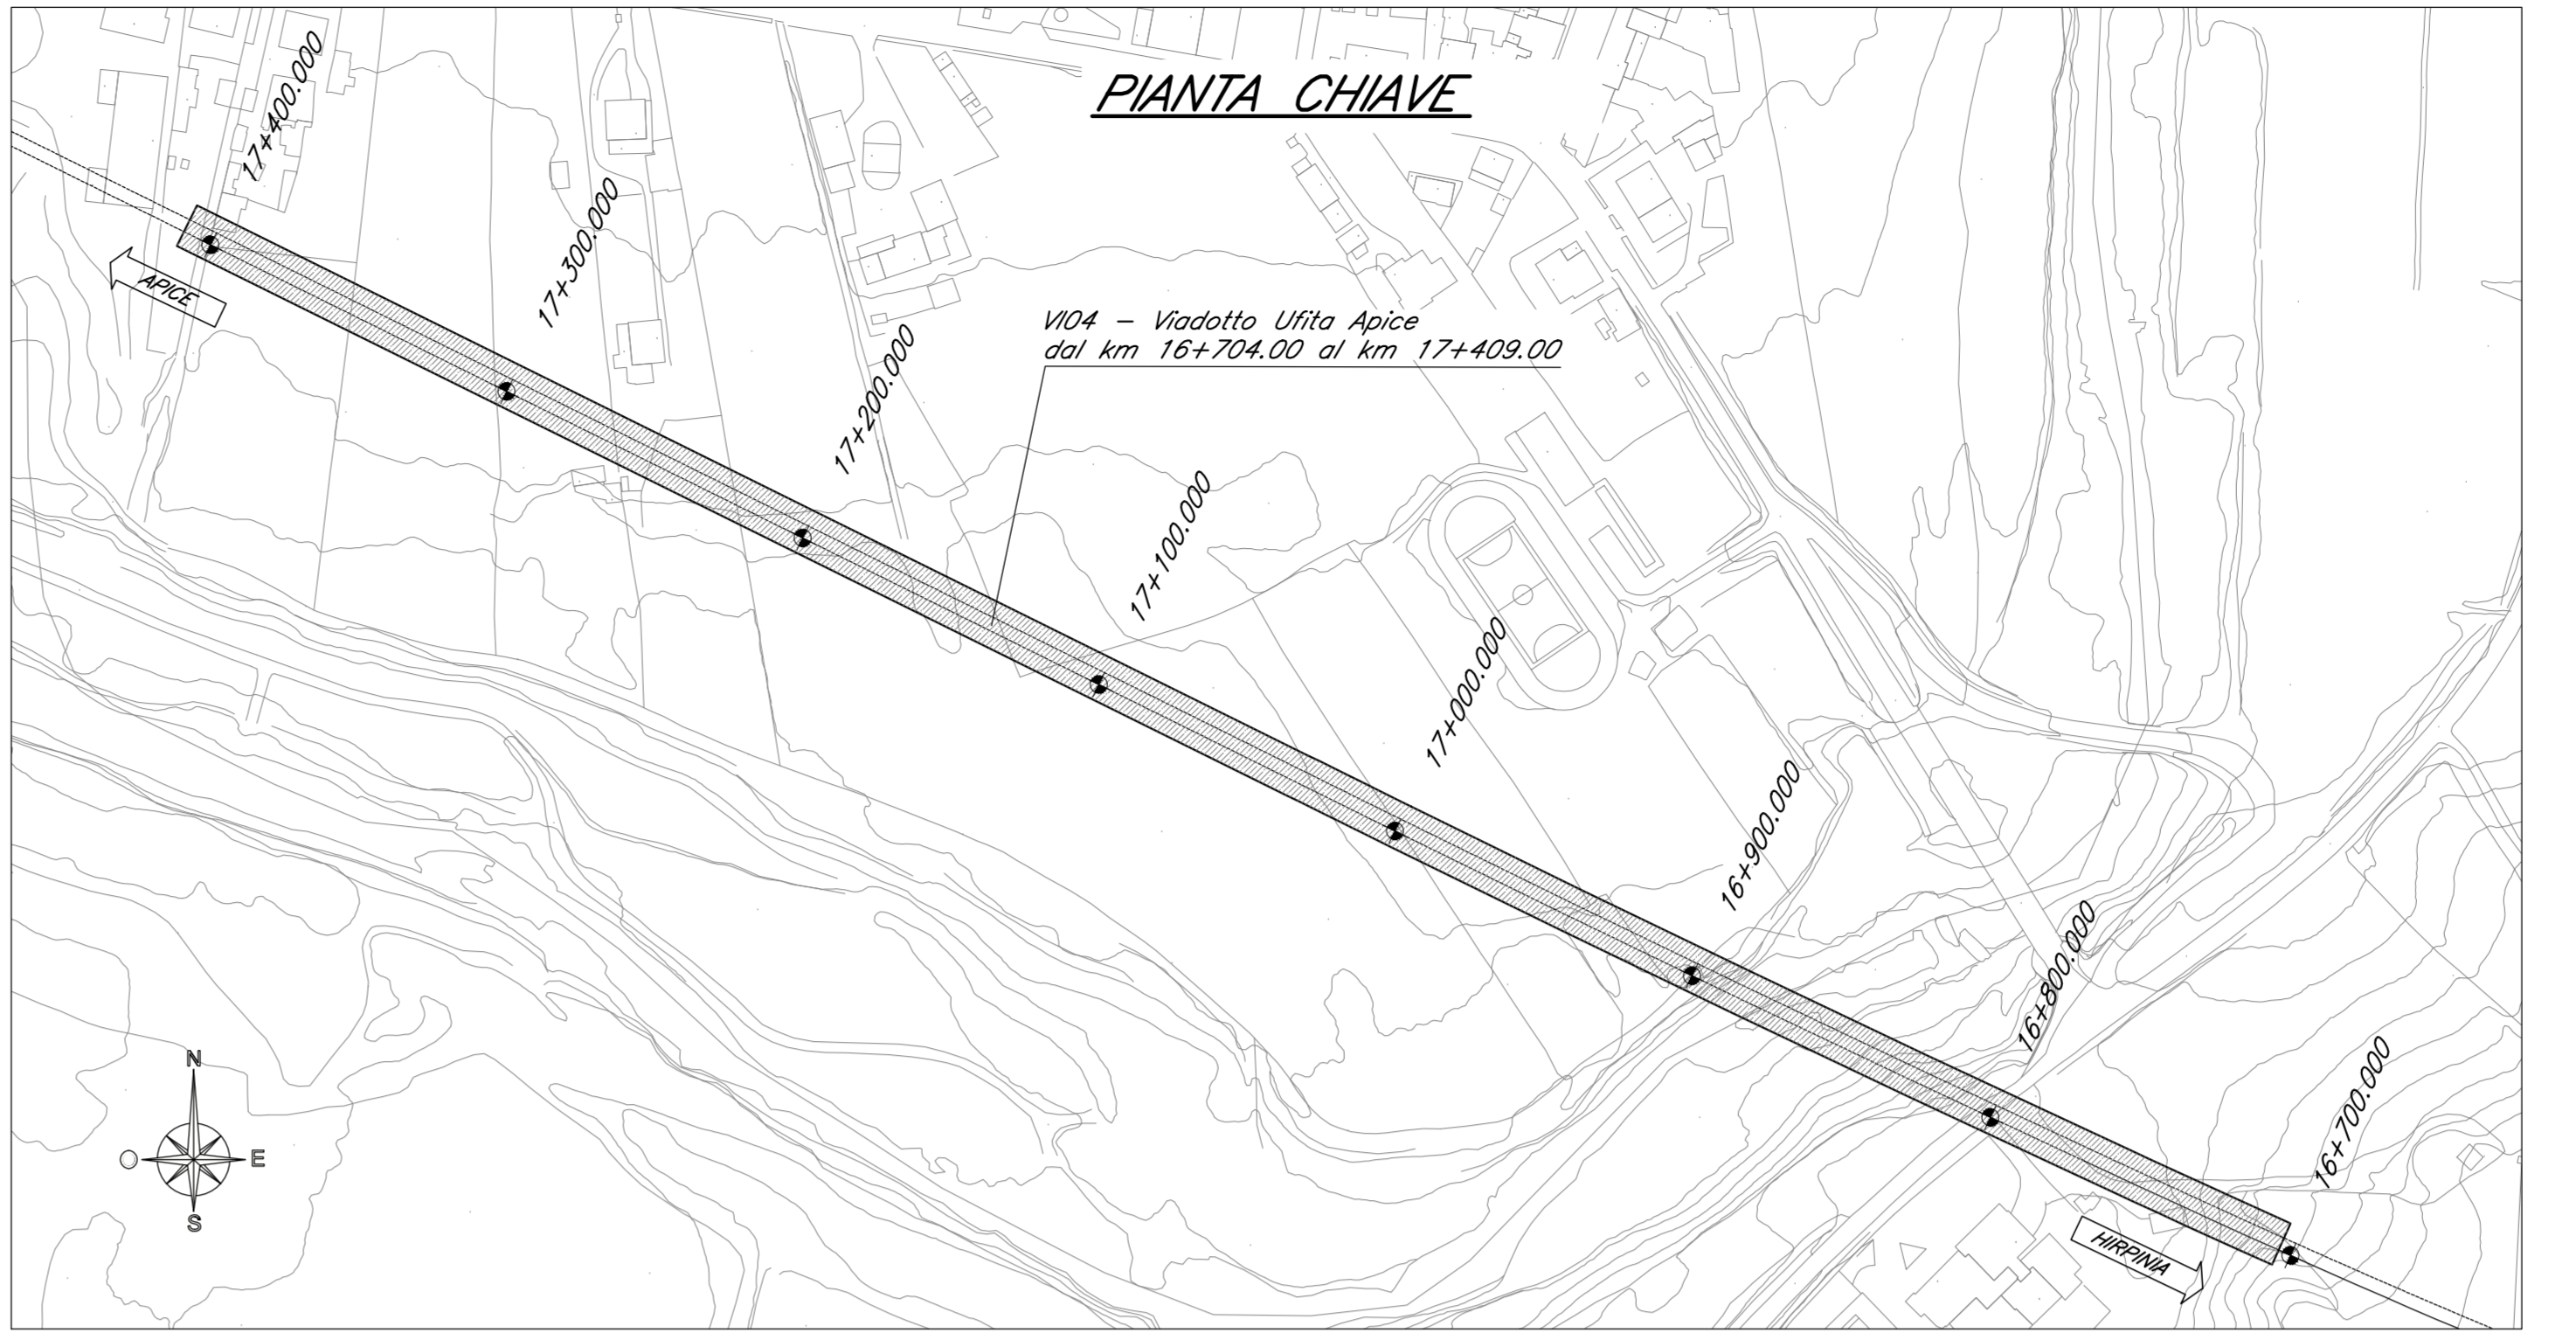 PIANTA CHIAVE
17+400.000
17+300.000
APICE
VI04 - Viadotto Ufita Apice
dal km 16+704.00 al km 17+409.00
17+200.000
17+100.000
17+000.000
16+900.000
16+800.000
16+700.000
N
O
E
S
HIRPINIA